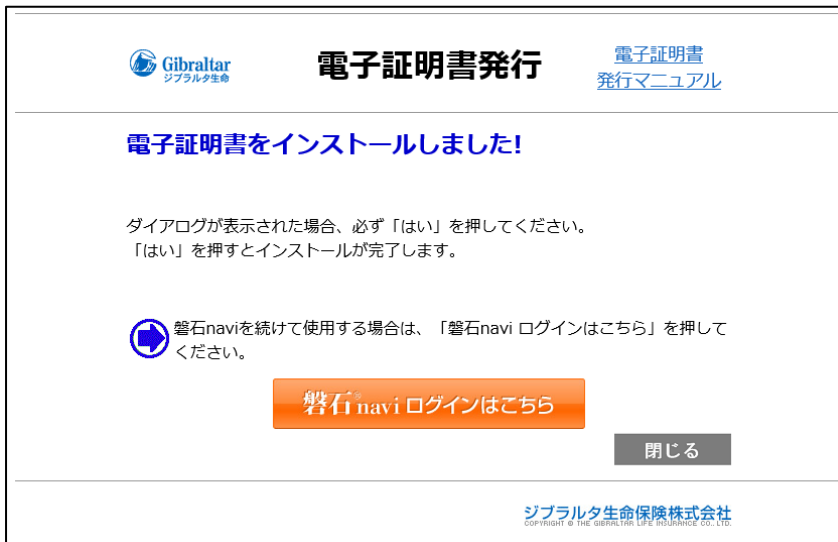 Gibraltar
ジブラルタ生命
電子証明書発行
電子証明書
発行マニュアル
電子証明書をインストールしました!
ダイアログが表示された場合、必ず「はい」を押してください。
「はい」を押すとインストールが完了します。
磐石naviを続けて使用する場合は、「磐石navi ログインはこちら」を押して
ください。
磐石®navi ログインはこちら
閉じる
ジブラルタ生命保険株式会社
COPYRIGHT © THE GIBRALTAR LIFE INSURANCE CO., LTD.